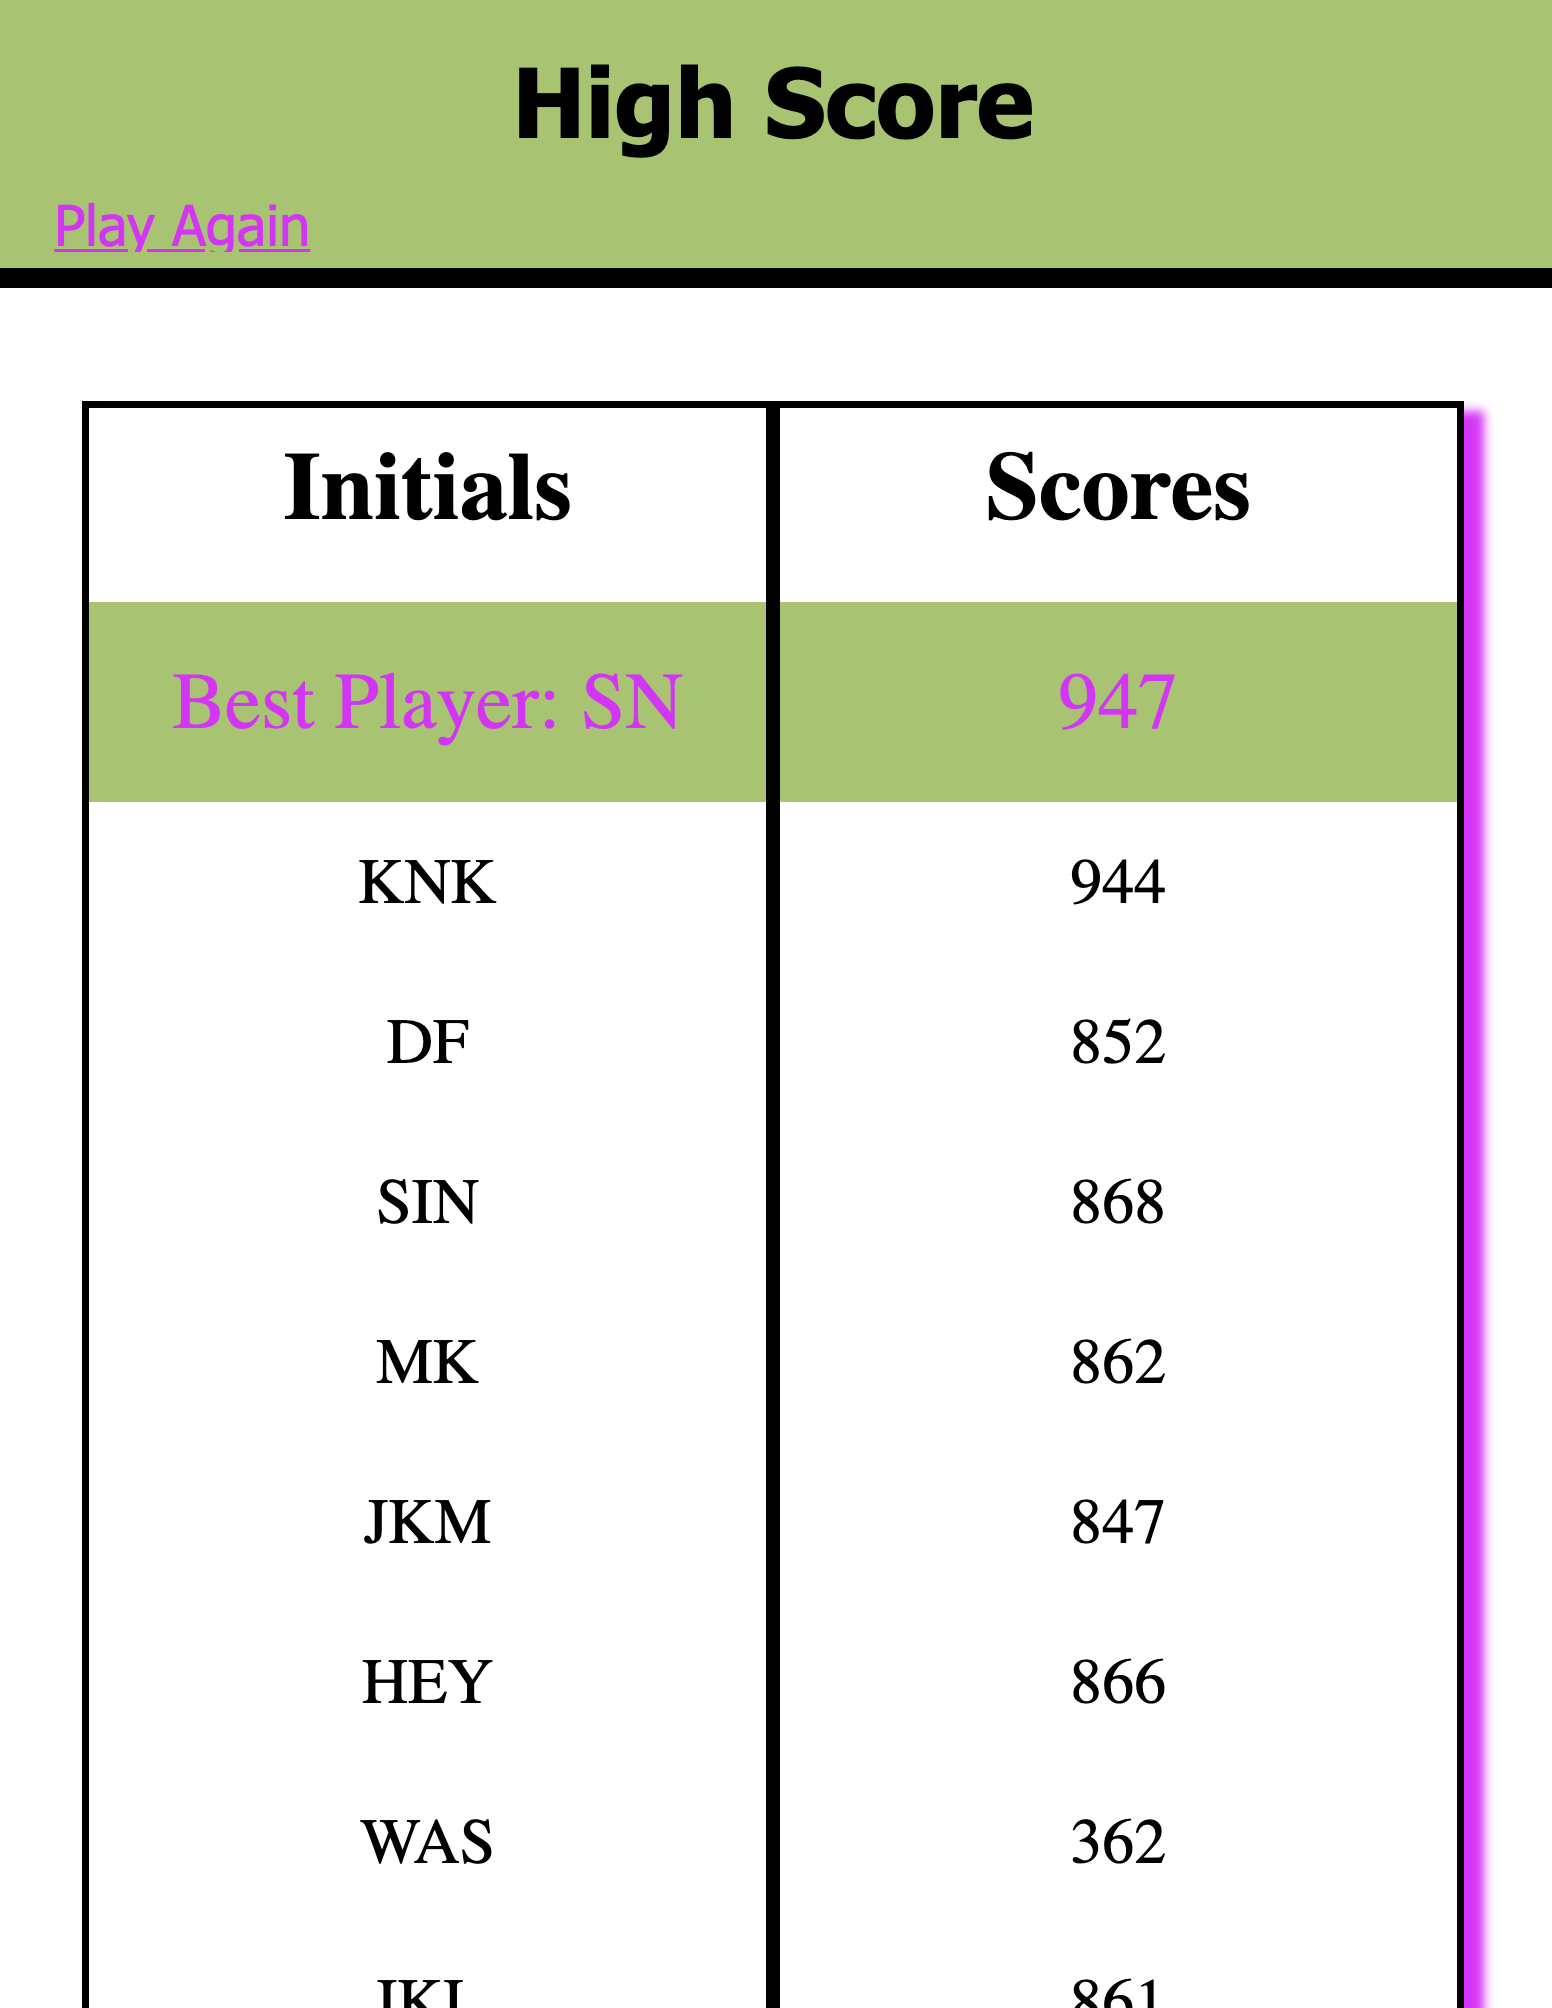 High Score
Play Again
Initials Scores
Best Player: SN 947
KNK 944
DF 852
SIN 868
MK 862
JKM 847
HEY 866
WAS 362
861